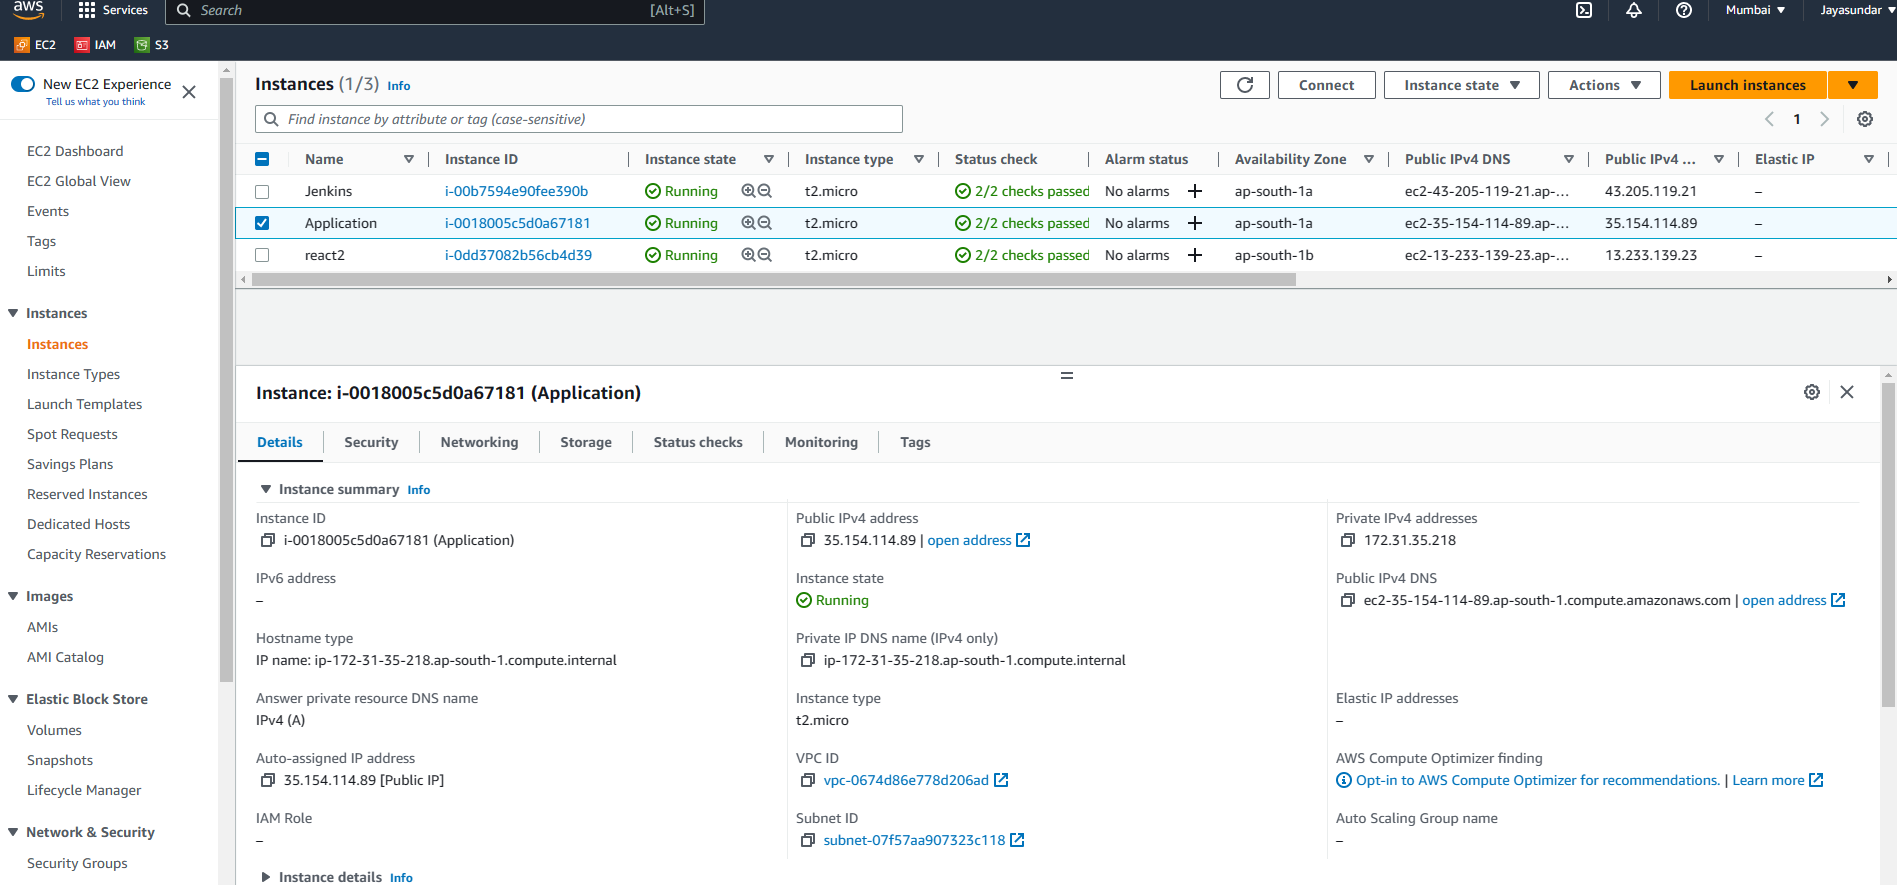 aws
Services
Search
[Alt+S]
Mumbai
Jayasundar
EC2
IAM
S3
New EC2 Experience
Tell us what you think
EC2 Dashboard
EC2 Global View
Events
Tags
Limits
Instances
Instances
Instance Types
Launch Templates
Spot Requests
Savings Plans
Reserved Instances
Dedicated Hosts
Capacity Reservations
Images
AMIs
AMI Catalog
Elastic Block Store
Volumes
Snapshots
Lifecycle Manager
Network & Security
Security Groups
Instances (1/3) Info
Connect
Instance state
Actions
Launch instances
Find instance by attribute or tag (case-sensitive)
1
Name Instance ID Instance state Instance type Status check Alarm status Availability Zone Public IPv4 DNS Public IPv4 ... Elastic IP
Jenkins i-00b7594e90fee390b Running t2.micro 2/2 checks passed No alarms + ap-south-1a ec2-43-205-119-21.ap-... 43.205.119.21 –
Application i-0018005c5d0a67181 Running t2.micro 2/2 checks passed No alarms + ap-south-1a ec2-35-154-114-89.ap-... 35.154.114.89 –
react2 i-0dd37082b56cb4d39 Running t2.micro 2/2 checks passed No alarms + ap-south-1b ec2-13-233-139-23.ap-... 13.233.139.23 –
Instance: i-0018005c5d0a67181 (Application)
Details Security Networking Storage Status checks Monitoring Tags
Instance summary Info
Instance ID
i-0018005c5d0a67181 (Application)
Public IPv4 address
35.154.114.89 | open address
Private IPv4 addresses
172.31.35.218
IPv6 address
–
Instance state
Running
Public IPv4 DNS
ec2-35-154-114-89.ap-south-1.compute.amazonaws.com | open address
Hostname type
IP name: ip-172-31-35-218.ap-south-1.compute.internal
Private IP DNS name (IPv4 only)
ip-172-31-35-218.ap-south-1.compute.internal
Answer private resource DNS name
IPv4 (A)
Instance type
t2.micro
Elastic IP addresses
–
Auto-assigned IP address
35.154.114.89 [Public IP]
VPC ID
vpc-0674d86e778d206ad
AWS Compute Optimizer finding
Opt-in to AWS Compute Optimizer for recommendations. | Learn more
IAM Role
–
Subnet ID
subnet-07f57aa907323c118
Auto Scaling Group name
–
Instance details Info